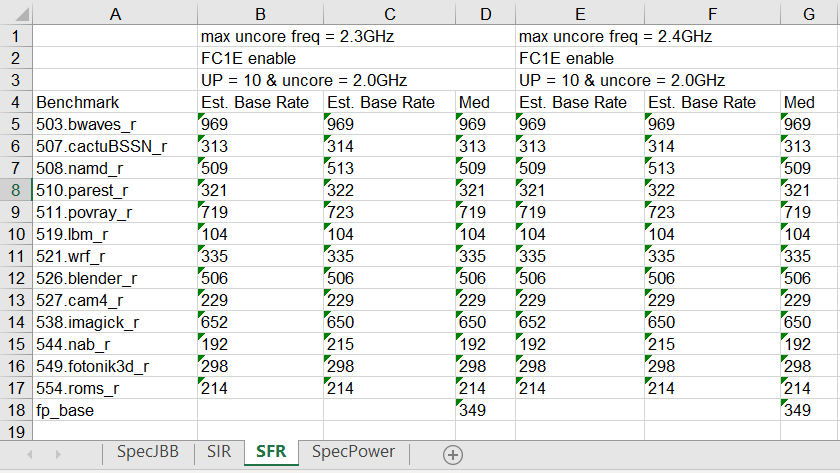 A B C D E F G
1 max uncore freq = 2.3GHz max uncore freq = 2.4GHz
2 FC1E enable FC1E enable
3 UP = 10 & uncore = 2.0GHz UP = 10 & uncore = 2.0GHz
4 Benchmark Est. Base Rate Est. Base Rate Med Est. Base Rate Est. Base Rate Med
5 503.bwaves_r 969 969 969 969 969 969
6 507.cactuBSSN_r 313 314 313 313 314 313
7 508.namd_r 509 513 509 509 513 509
8 510.parest_r 321 322 321 321 322 321
9 511.povray_r 719 723 719 719 723 719
10 519.lbm_r 104 104 104 104 104 104
11 521.wrf_r 335 335 335 335 335 335
12 526.blender_r 506 506 506 506 506 506
13 527.cam4_r 229 229 229 229 229 229
14 538.imagick_r 652 650 650 652 650 650
15 544.nab_r 192 215 192 192 215 192
16 549.fotonik3d_r 298 298 298 298 298 298
17 554.roms_r 214 214 214 214 214 214
18 fp_base 349 349
19
SpecJBB SIR SFR SpecPower